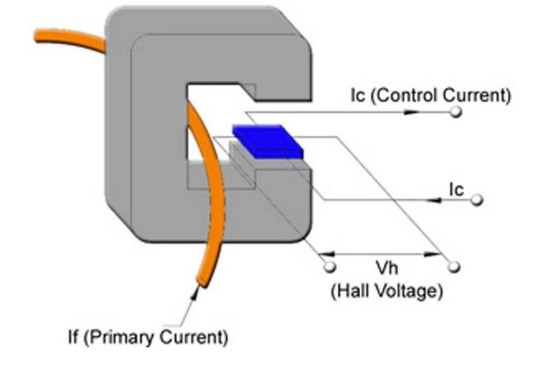 Ic (Control Current)
Ic
Vh
(Hall Voltage)
If (Primary Current)